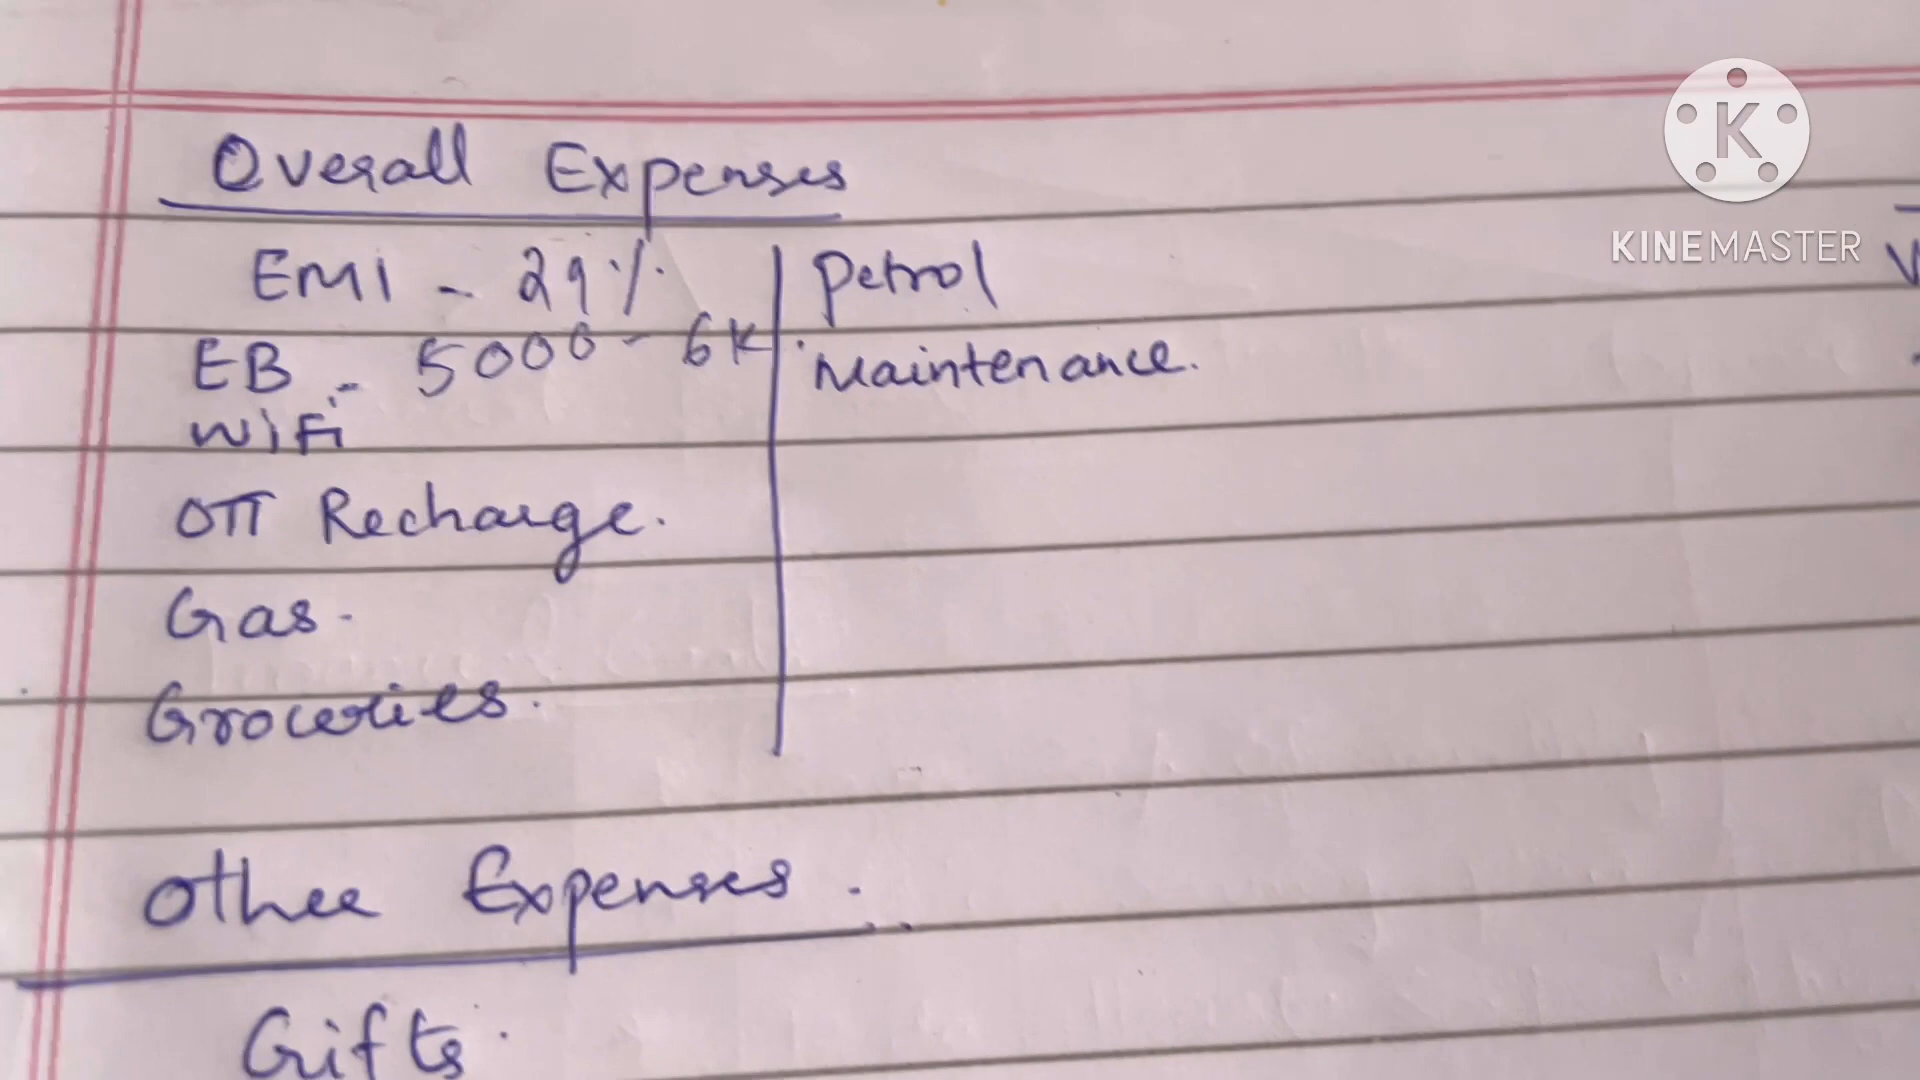 Overall Expenses
EMI - 29%
EB - 5000 - 6K
WiFi
OTT Recharge.
Gas.
Groceries.
Petrol
Maintenance.
Other Expenses.
Gifts.
K
KINEMASTER